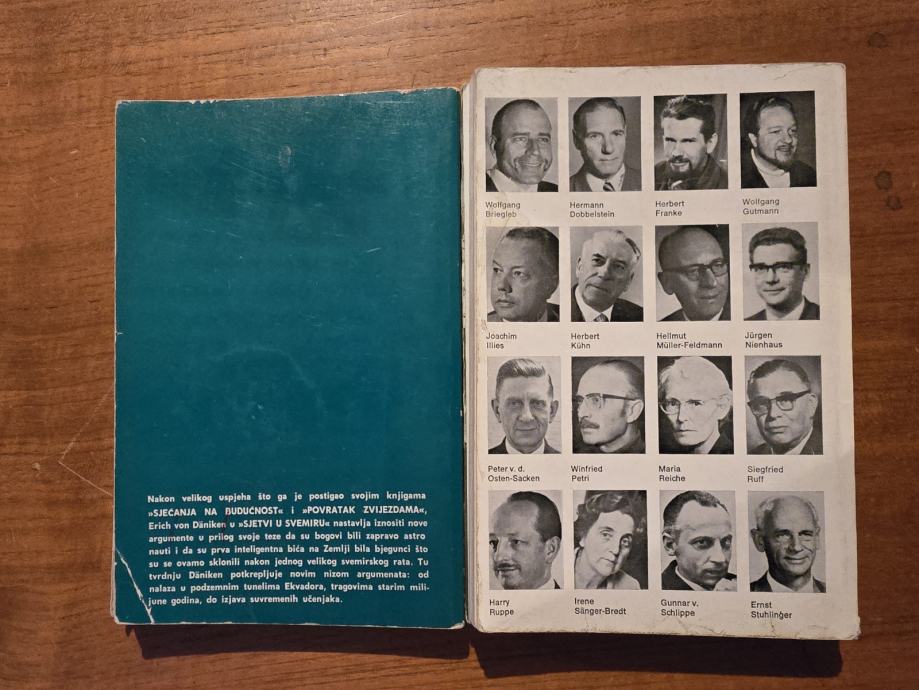 Nakon velikog uspjeha što ga je postigao svojim knjigama
»SJEĆANJA NA BUDUĆNOST« i »POVRATAK ZVIJEZDAMA«,
Erich von Däniken u »SJETVI U SVEMIRU« nastavlja iznositi nove
argumente u prilog svoje teze da su bogovi bili zapravo astro
nauti i da su prva inteligentna bića na Zemlji bila bjegunci što
su se ovamo sklonili nakon jednog velikog svemirskog rata. Tu
tvrdnju Däniken potkrepljuje novim nizom argumenata: od
nalaza u podzemnim tunelima Ekvadora, tragovima starim mili-
june godina, do izjava suvremenih učenjaka.
Wolfgang
Briegleb
Hermann
Dobbelstein
Herbert
Franke
Wolfgang
Gutmann
Joachim
Illies
Herbert
Kühn
Hellmut
Müller-Feldmann
Jürgen
Nienhaus
Peter v. d.
Osten-Sacken
Winfried
Petri
Maria
Reiche
Siegfried
Ruff
Harry
Ruppe
Irene
Sänger-Bredt
Gunnar v.
Schlippe
Ernst
Stuhlinger